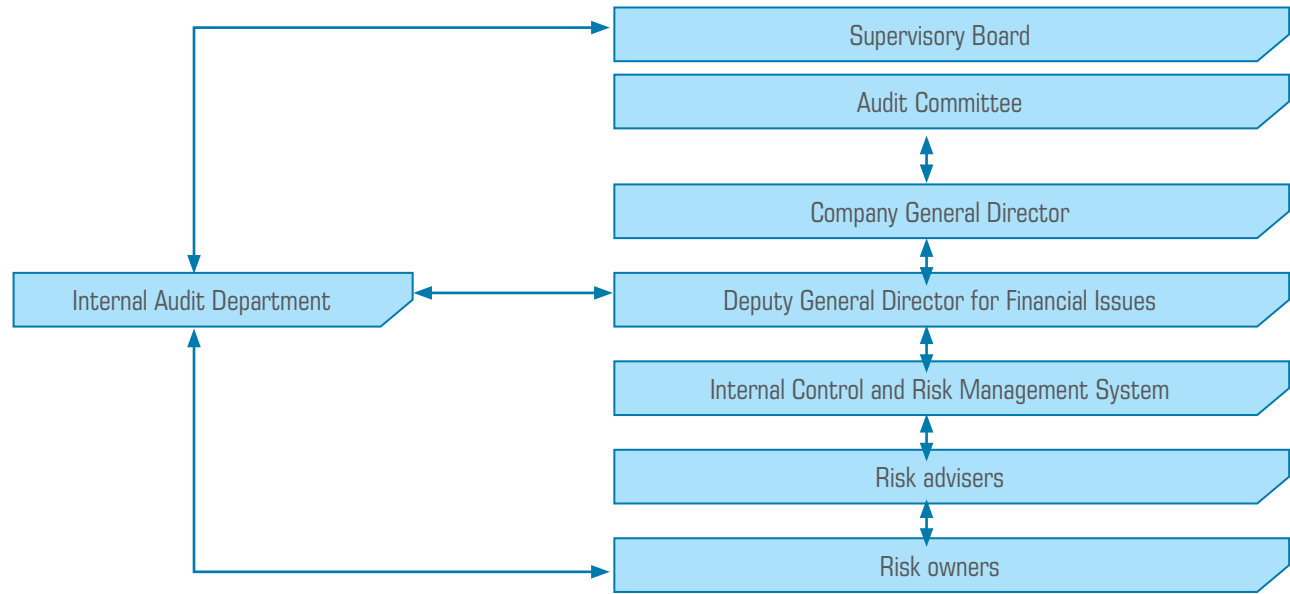 Supervisory Board
Audit Committee
Company General Director
Internal Audit Department
Deputy General Director for Financial Issues
Internal Control and Risk Management System
Risk advisers
Risk owners